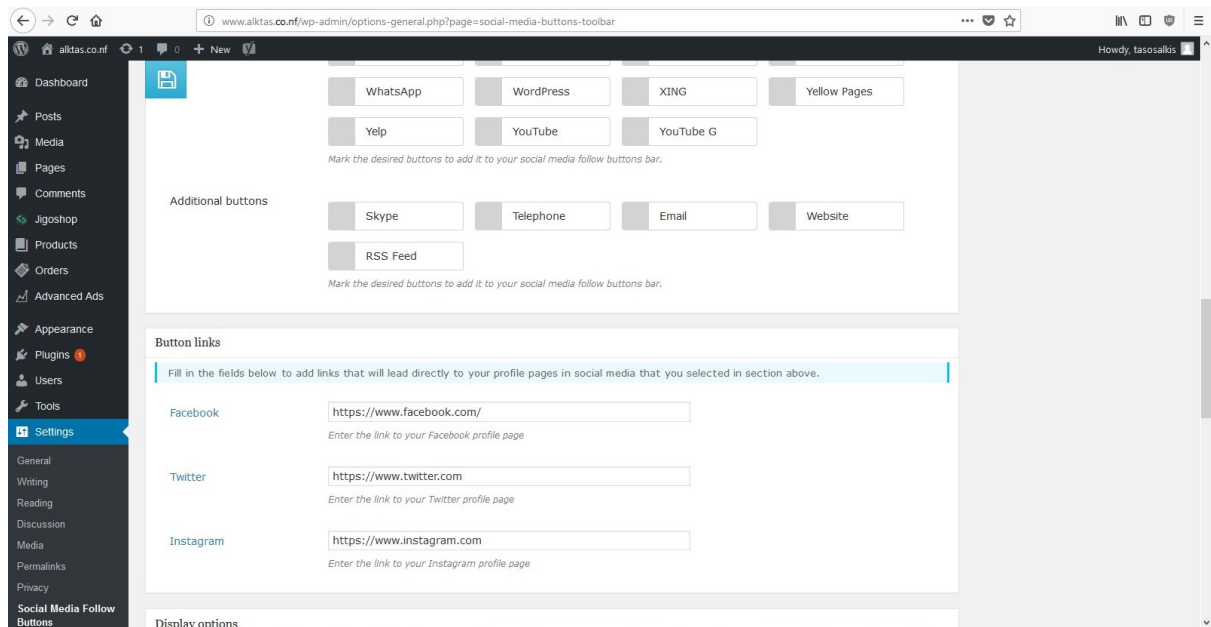 www.alktas.co.nf/wp-admin/options-general.php?page=social-media-buttons-toolbar
alktas.co.nf 1 0 + New Howdy, tasosalkis
Dashboard
Posts
Media
Pages
Comments
Jigoshop
Products
Orders
Advanced Ads
Appearance
Plugins 1
Users
Tools
Settings
General
Writing
Reading
Discussion
Media
Permalinks
Privacy
Social Media Follow
Buttons
WhatsApp WordPress XING Yellow Pages
Yelp YouTube YouTube G
Mark the desired buttons to add it to your social media follow buttons bar.
Additional buttons
Skype Telephone Email Website
RSS Feed
Mark the desired buttons to add it to your social media follow buttons bar.
Button links
Fill in the fields below to add links that will lead directly to your profile pages in social media that you selected in section above.
Facebook https://www.facebook.com/
Enter the link to your Facebook profile page
Twitter https://www.twitter.com
Enter the link to your Twitter profile page
Instagram https://www.instagram.com
Enter the link to your Instagram profile page
Display options